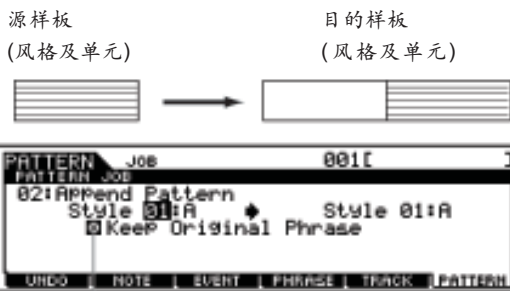 源样板 目的样板
(风格及单元) (风格及单元)
PATTERN JOB 001[ ]
PATTERN JOB
02:Append Pattern
Style 01:A Style 01:A
Keep Original Phrase
UNDO NOTE EVENT PHRASE TRACK PATTERN